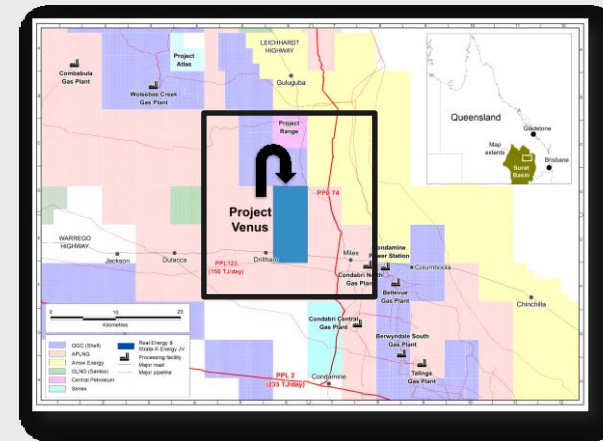 LEICHHARDT
HIGHWAY
Project
Atlas
Combabula
Gas Plant
Woleebee Creek
Gas Plant
Guluguba
Project
Range
Queensland
Gladstone
Brisbane
Map
extents
Surat
Basin
PPL 74
Project
Venus
WARREGO
HIGHWAY
Jackson
Dulacca
Drillham
PPL123
(150 TJ/day)
Miles
Condamine
Power Station
Condabri North
Gas Plant
Columboola
Bellevue
Gas Plant
Chinchilla
Condabri Central
Gas Plant
Berwyndale South
Gas Plant
Talinga
Gas Plant
Condamine
PPL 2
(233 TJ/day)
0 5 10
Kilometres
QGC (Shell)
APLNG
Arrow Energy
GLNG (Santos)
Central Petroleum
Senex
Real Energy &
Strata-X-Energy JV
Processing facility
Major road
Major pipeline